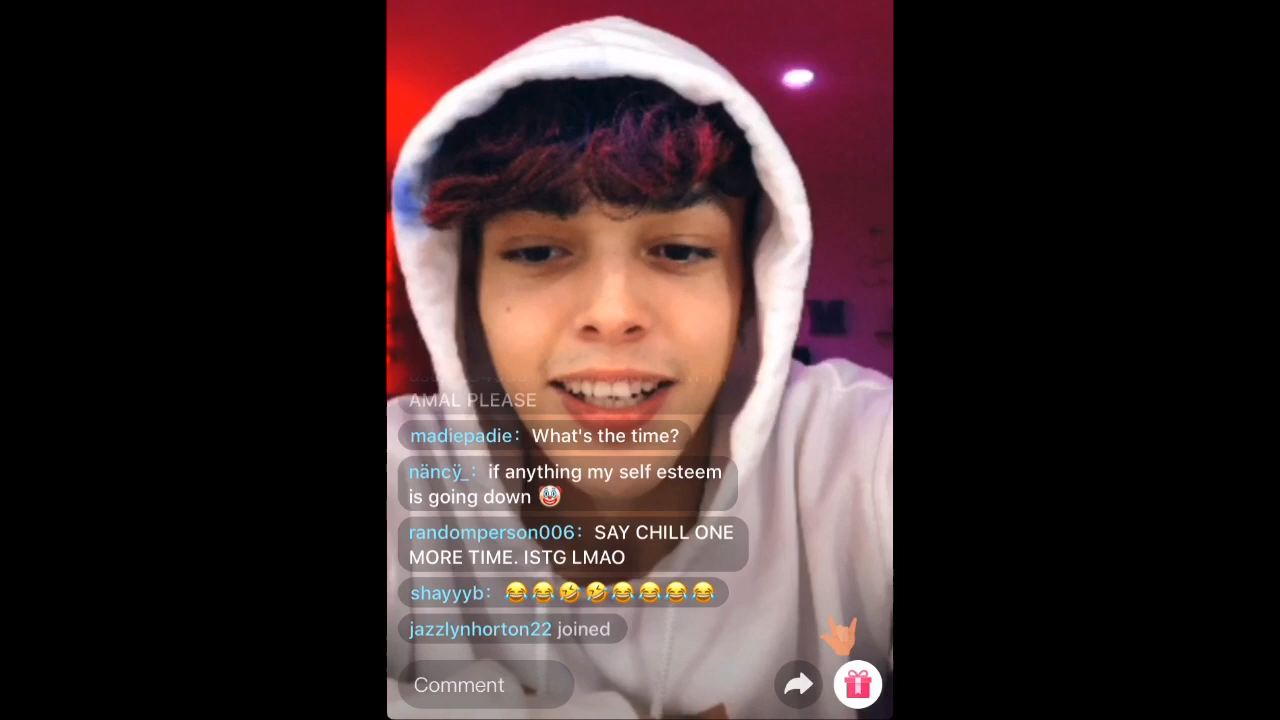 AMAL PLEASE
madiepadie: What's the time?
näncÿ_: if anything my self esteem
is going down 🤡
randomperson006: SAY CHILL ONE
MORE TIME. ISTG LMAO
shayyyb: 😂😂🤣🤣😂😂😂😂
jazzlynhorton22 joined
Comment